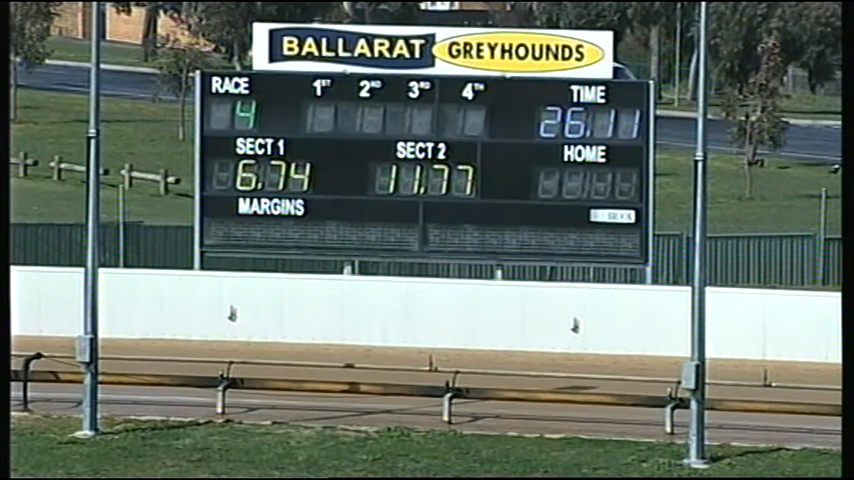 BALLARAT GREYHOUNDS
RACE 1ST 2ND 3RD 4TH TIME
4 26.11
SECT 1 SECT 2 HOME
6.74 11.77
MARGINS